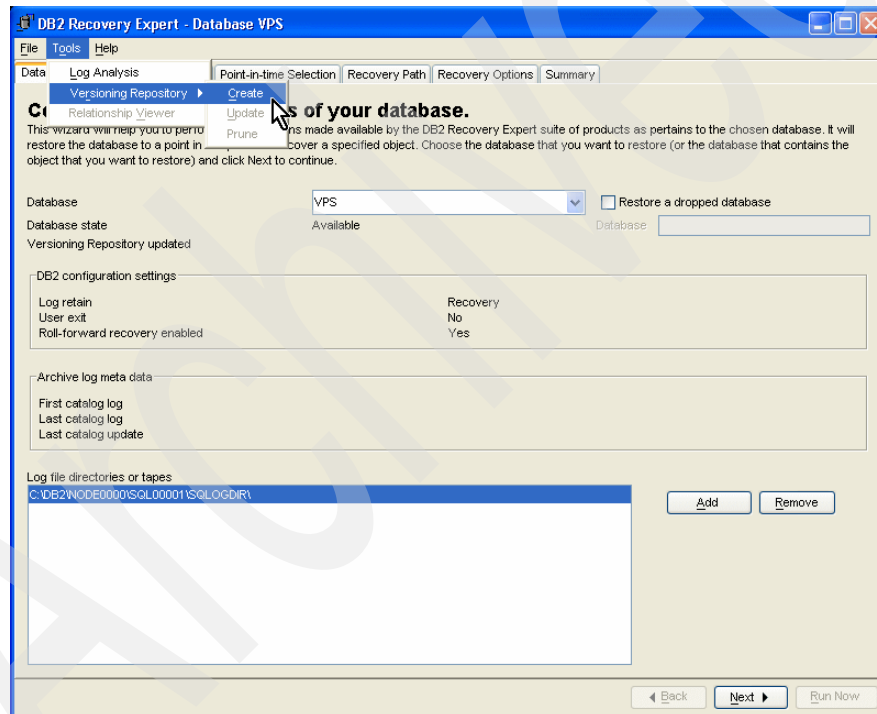 DB2 Recovery Expert - Database VPS
File Tools Help
Data Point-in-time Selection Recovery Path Recovery Options Summary
Log Analysis
Versioning Repository Create
Relationship Viewer Update
Prune
s of your database.
This wizard will help you to perfo ns made available by the DB2 Recovery Expert suite of products as pertains to the chosen database. It will
restore the database to a point in cover a specified object. Choose the database that you want to restore (or the database that contains the
object that you want to restore) and click Next to continue.
Database VPS Restore a dropped database
Database state Available Database
Versioning Repository updated
DB2 configuration settings
Log retain Recovery
User exit No
Roll-forward recovery enabled Yes
Archive log meta data
First catalog log
Last catalog log
Last catalog update
Log file directories or tapes
C:\DB2\NODE0000\SQL00001\SQLOGDIR\
Add Remove
Back Next Run Now